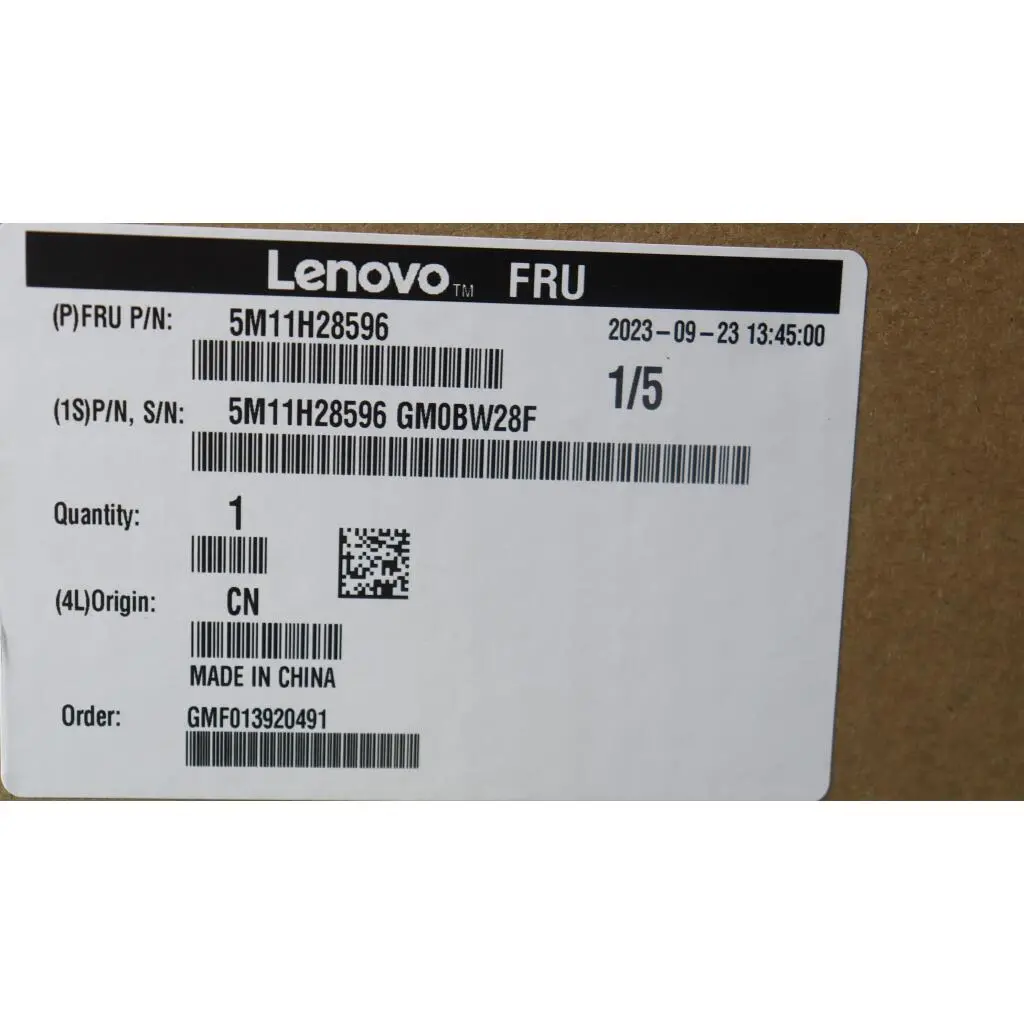 Lenovo™ FRU
(P)FRU P/N: 5M11H28596 2023-09-23 13:45:00
1/5
(1S)P/N, S/N: 5M11H28596 GM0BW28F
Quantity: 1
(4L)Origin: CN
MADE IN CHINA
Order: GMF013920491